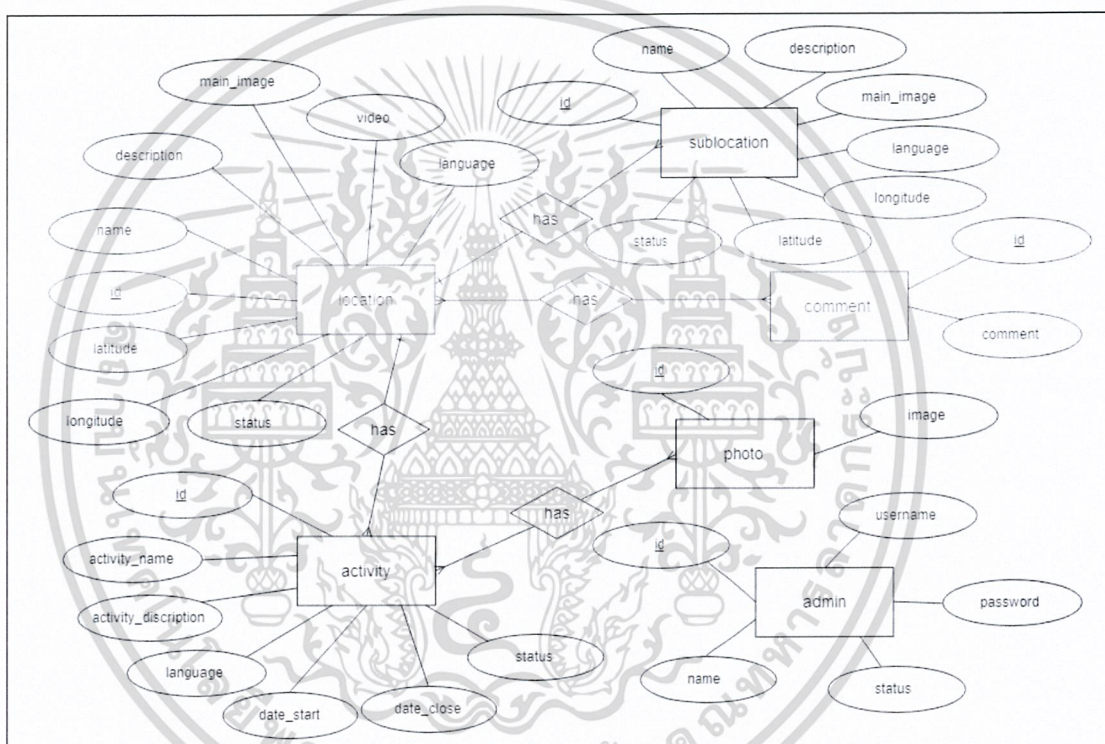 name
description
id
main_image
sublocation
language
longitude
status
latitude
main_image
video
description
language
name
has
id
location
has
comment
id
comment
latitude
longitude
status
has
id
photo
image
id
has
activity_name
activity
activity_discription
language
date_start
date_close
status
id
username
admin
password
name
status